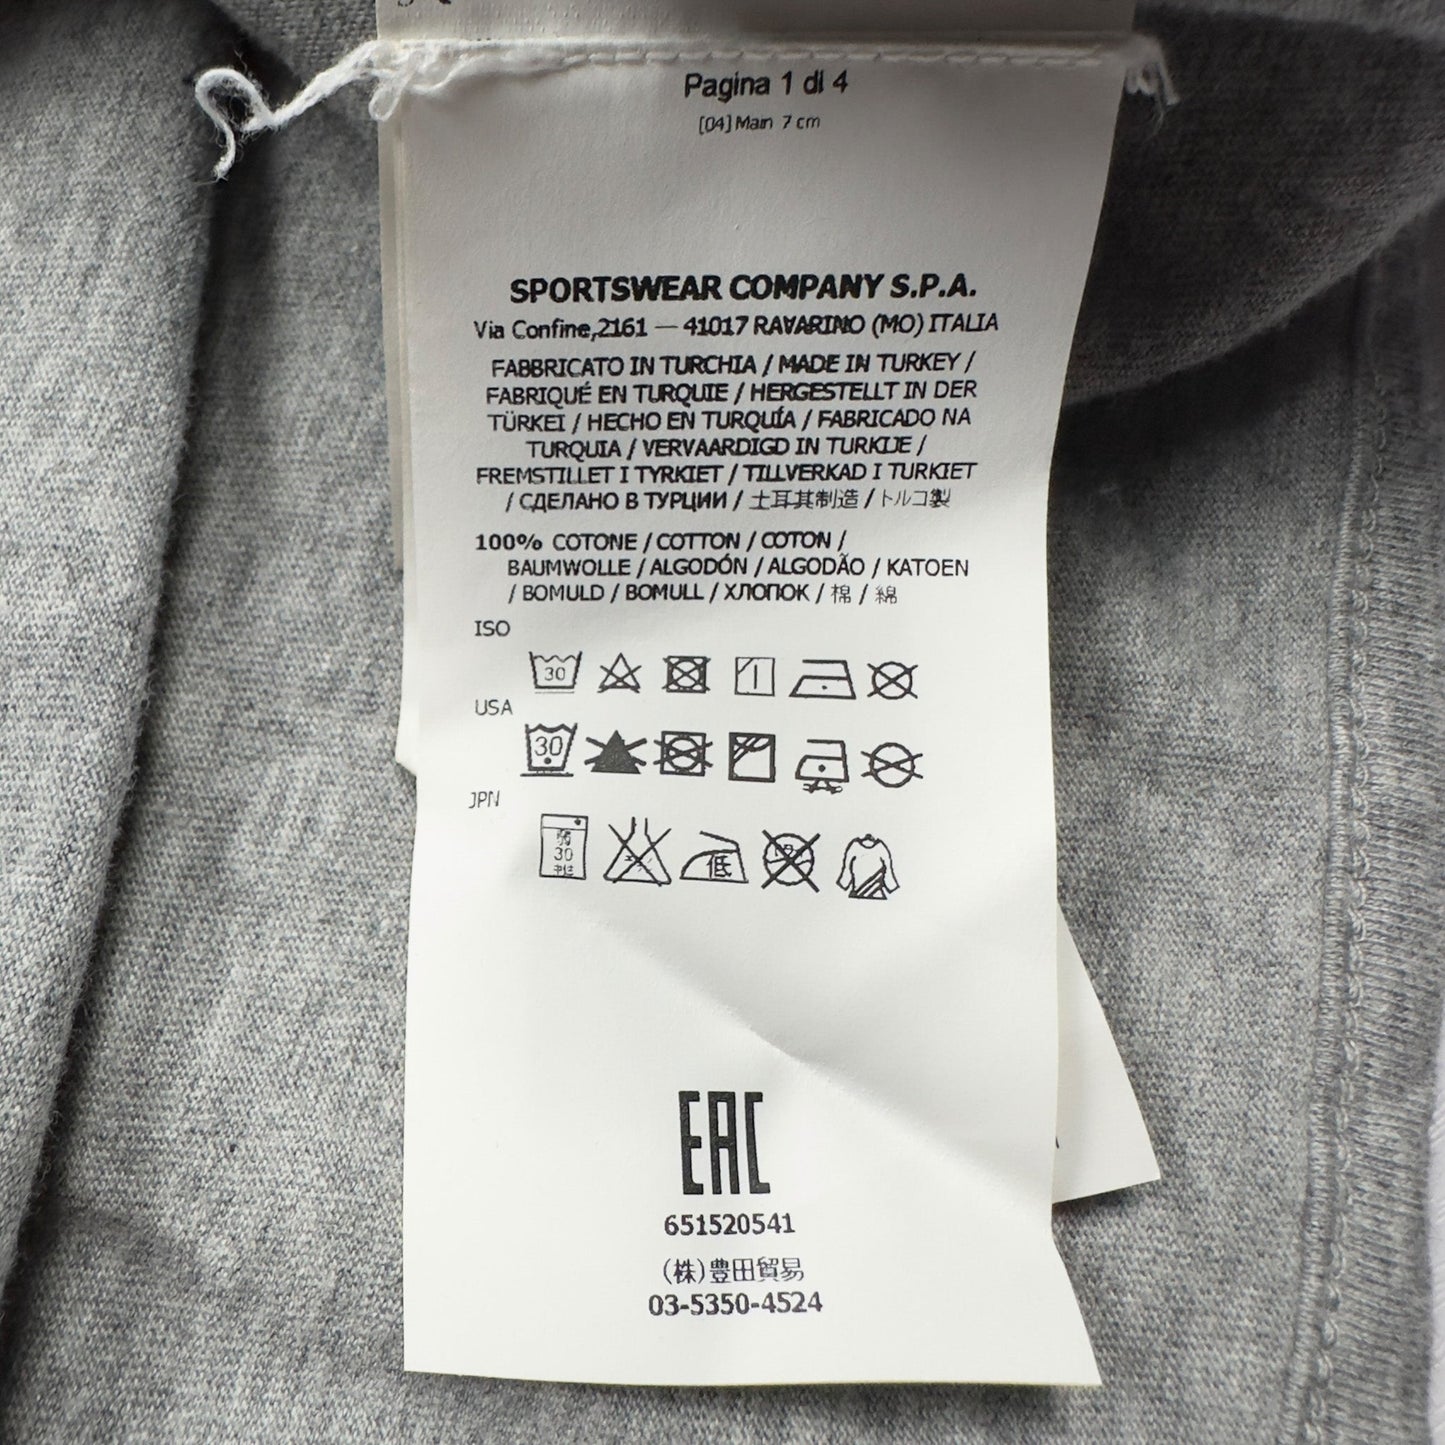 Pagina 1 di 4
[04] Main 7 cm
SPORTSWEAR COMPANY S.P.A.
Via Confine,2161 — 41017 RAVARINO (MO) ITALIA
FABBRICATO IN TURCHIA / MADE IN TURKEY /
FABRIQUÉ EN TURQUIE / HERGESTELLT IN DER
TÜRKEI / HECHO EN TURQUÍA / FABRICADO NA
TURQUIA / VERVAARDIGD IN TURKIJE /
FREMSTILLET I TYRKIET / TILLVERKAD I TURKIET
/ СДЕЛАНО В ТУРЦИИ / 土耳其制造 / トルコ製
100% COTONE / COTTON / COTON /
BAUMWOLLE / ALGODÓN / ALGODÃO / KATOEN
/ BOMULD / BOMULL / ХЛОПОК / 棉 / 綿
ISO
30
USA
30
JPN
30
低
EAC
651520541
(株)豊田貿易
03-5350-4524